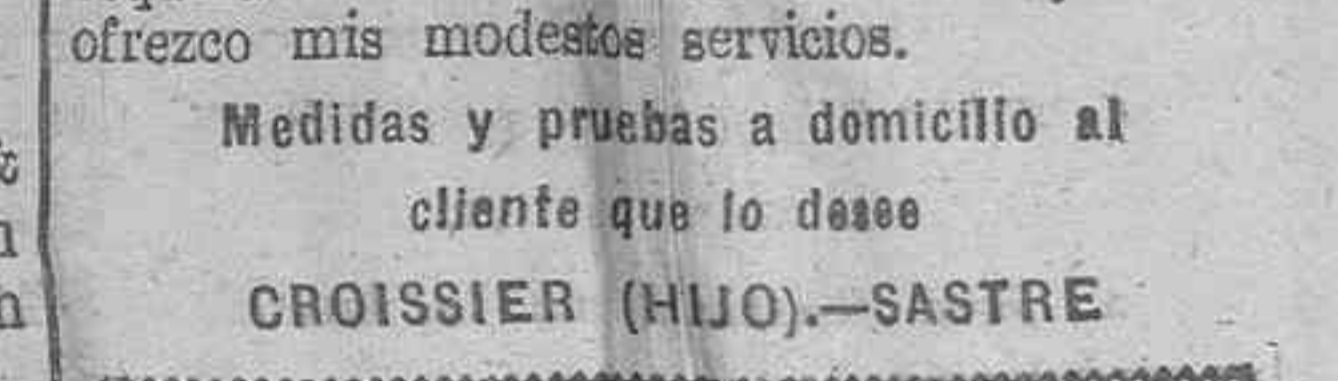 ofrezco mis modestos servicios.
Medidas y pruebas a domicilio al
cliente que lo desee
CROISSIER (HIJO).—SASTRE